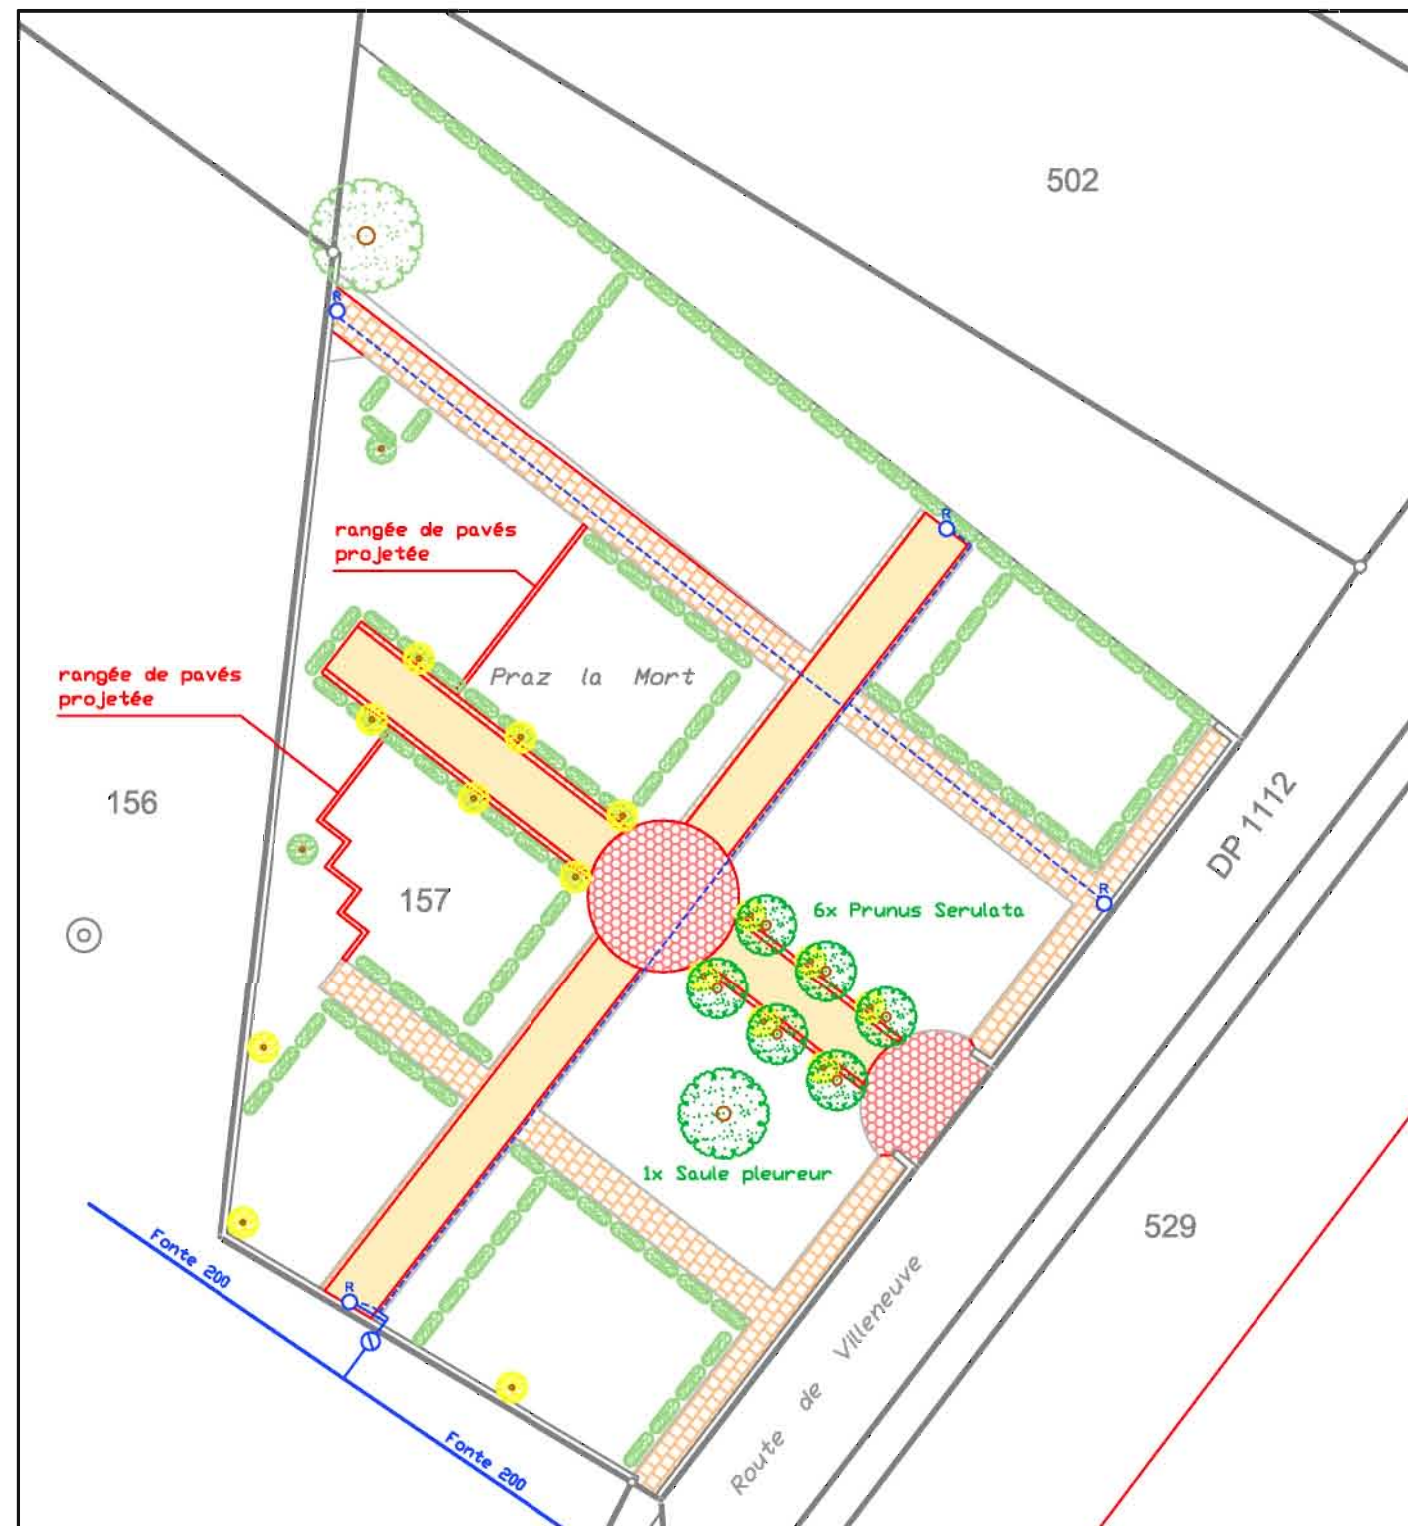 502
R
R
rangée de pavés
projetée
Praz la Mort
rangée de pavés
projetée
156
DP 1112
157
R
6x Prunus Serulata
1x Saule pleureur
529
Fonte 200
R
Route de Villeneuve
Fonte 200